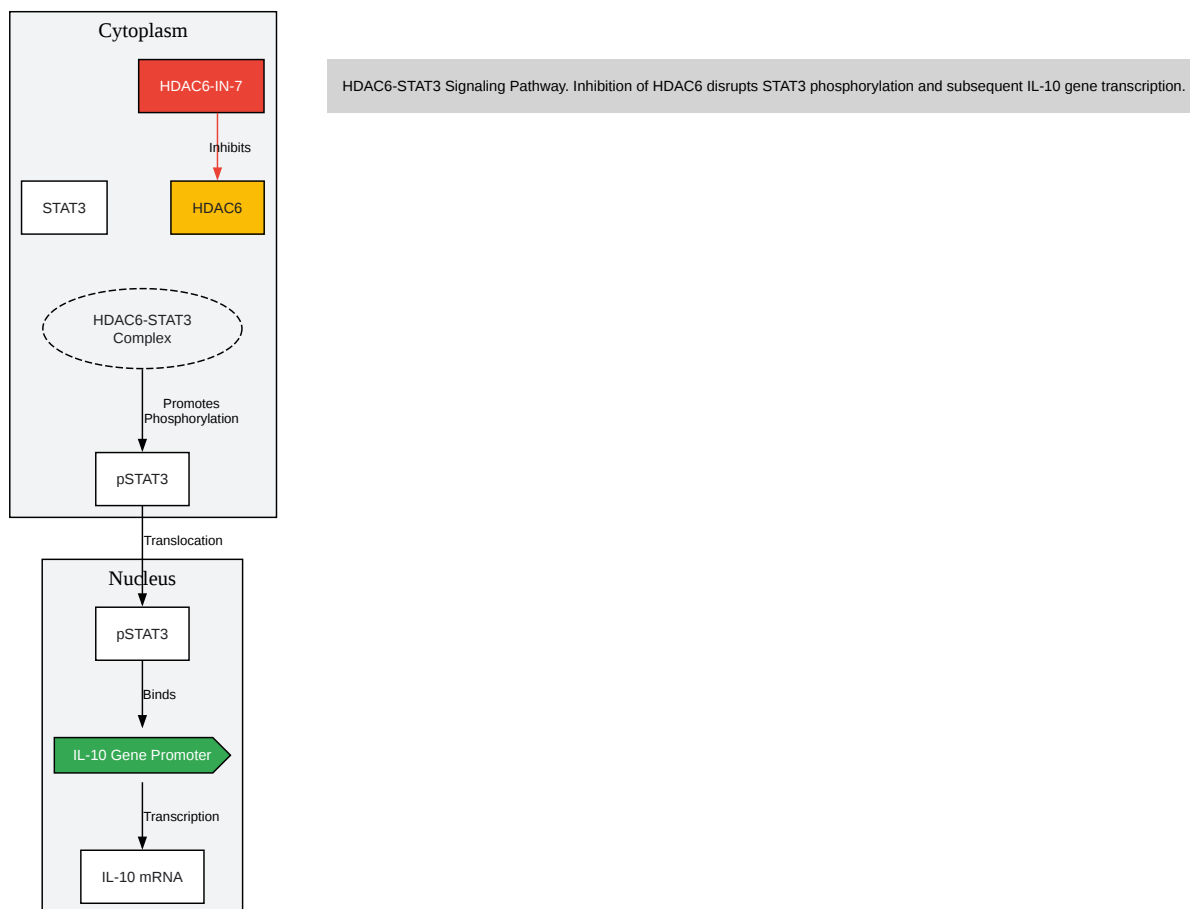 Cytoplasm
HDAC6-IN-7
HDAC6-STAT3 Signaling Pathway. Inhibition of HDAC6 disrupts STAT3 phosphorylation and subsequent IL-10 gene transcription.
Inhibits
STAT3
HDAC6
HDAC6-STAT3
Complex
Promotes
Phosphorylation
pSTAT3
Translocation
Nucleus
pSTAT3
Binds
IL-10 Gene Promoter
Transcription
IL-10 mRNA